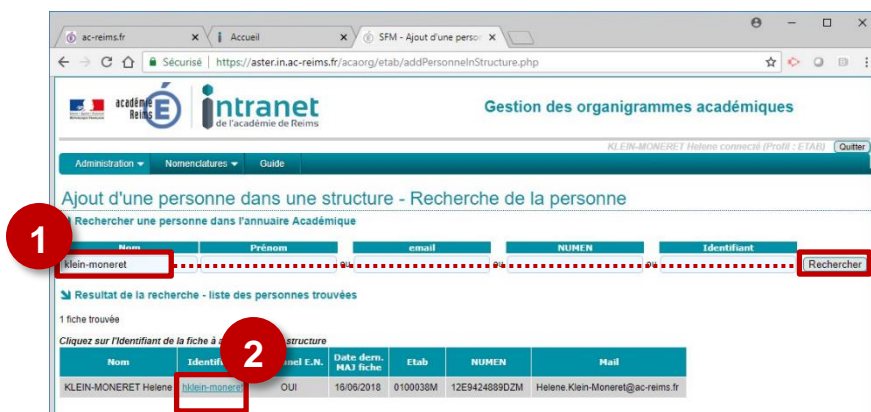 ac-reims.fr
Accueil
SFM - Ajout d'une person
Sécurisé | https://aster.in.ac-reims.fr/acaorg/etab/addPersonneInStructure.php
académie Reims
intranet
de l'académie de Reims
Gestion des organigrammes académiques
KLEIN-MONERET Helene connecté (Profil : ETAB) Quitter
Administration Nomenclatures Guide
Ajout d'une personne dans une structure - Recherche de la personne
1
Rechercher une personne dans l'annuaire Académique
Nom Prénom email NUMEN Identifiant
klein-moneret ou ou ou Rechercher
Resultat de la recherche - liste des personnes trouvées
1 fiche trouvée
2
Cliquez sur l'Identifiant de la fiche à structure
Nom Identif nel E.N. Date dern. MAJ fiche Etab NUMEN Mail
KLEIN-MONERET Helene hklein-moneret OUI 16/06/2018 0100038M 12E9424889DZM Helene.Klein-Moneret@ac-reims.fr